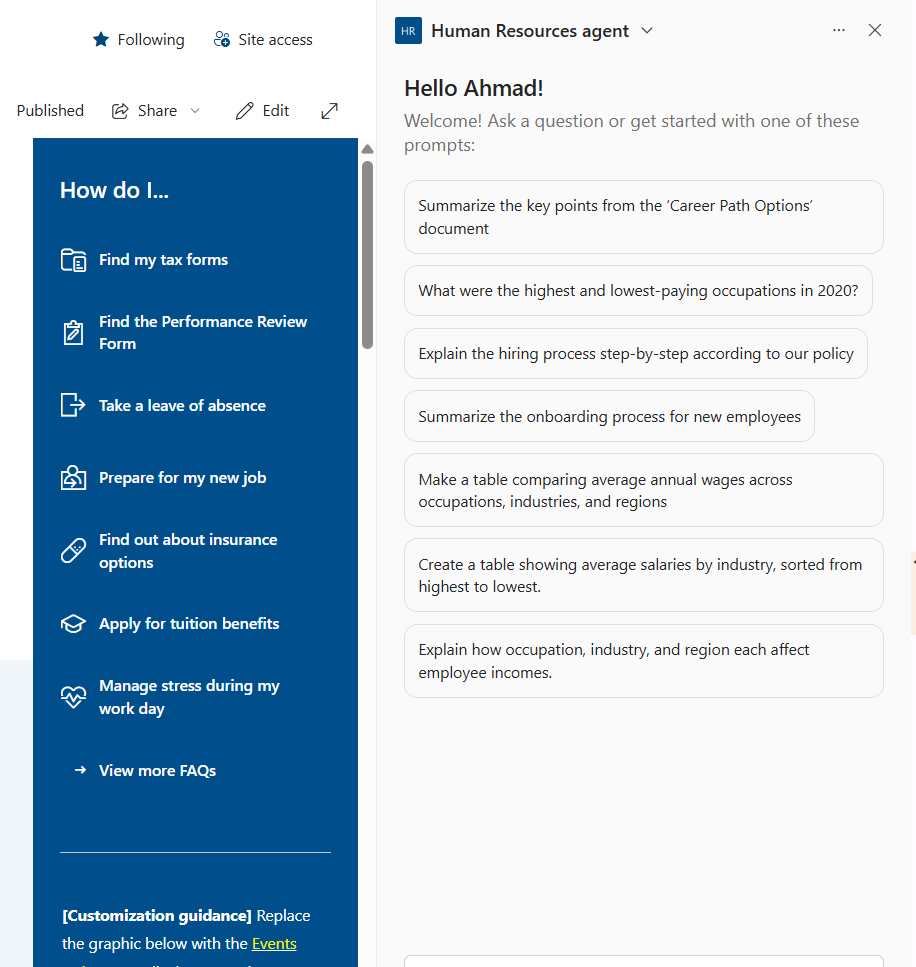 Following
Site access
Published
Share
Edit
How do I...
Find my tax forms
Find the Performance Review
Form
Take a leave of absence
Prepare for my new job
Find out about insurance
options
Apply for tuition benefits
Manage stress during my
work day
View more FAQs
[Customization guidance] Replace
the graphic below with the Events
HR Human Resources agent
Hello Ahmad!
Welcome! Ask a question or get started with one of these
prompts:
Summarize the key points from the ‘Career Path Options’
document
What were the highest and lowest-paying occupations in 2020?
Explain the hiring process step-by-step according to our policy
Summarize the onboarding process for new employees
Make a table comparing average annual wages across
occupations, industries, and regions
Create a table showing average salaries by industry, sorted from
highest to lowest.
Explain how occupation, industry, and region each affect
employee incomes.